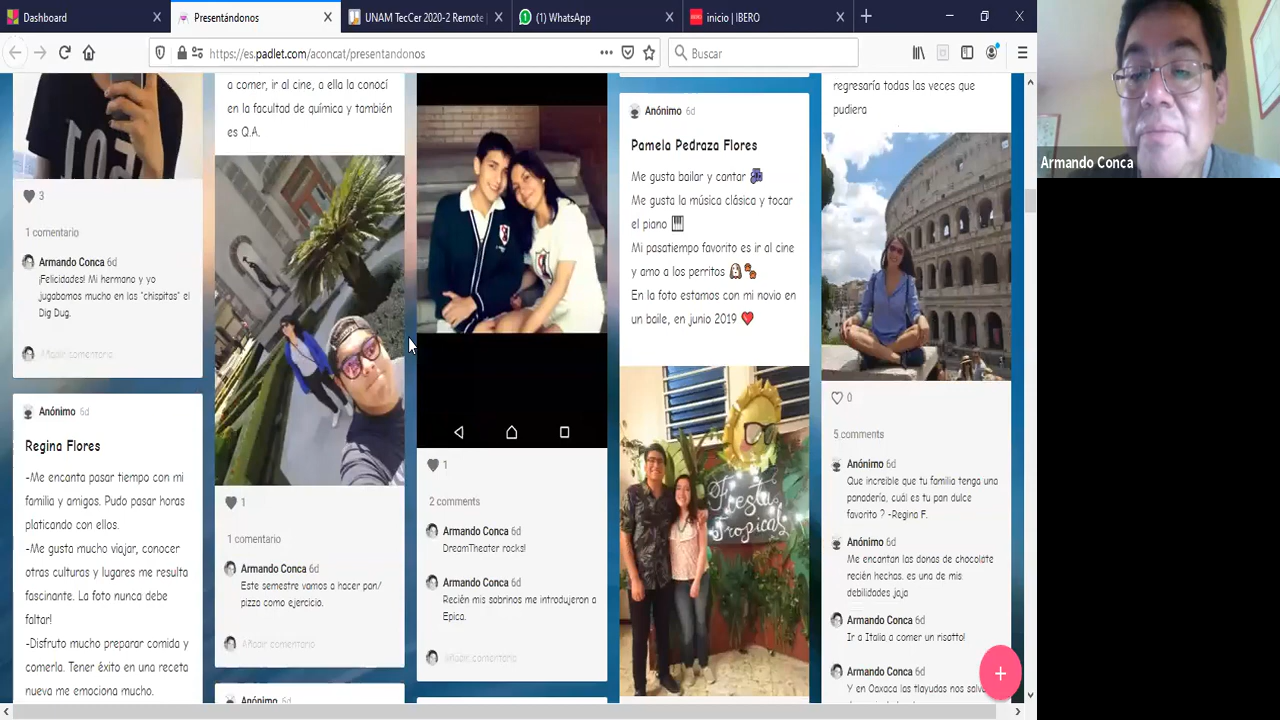 Dashboard
Presentándonos
UNAM TecCer 2020-2 Remote
(1) WhatsApp
inicio | IBERO
https://es.padlet.com/aconcat/presentandonos
Buscar
3
1 comentario
Armando Conca 6d
¡Felicidades! Mi hermano y yo
jugabamos mucho en las "chispitas" el
Dig Dug.
Añadir comentario
Anónimo 6d
Regina Flores
-Me encanta pasar tiempo con mi
familia y amigos. Pudo pasar horas
platicando con ellos.
-Me gusta mucho viajar, conocer
otras culturas y lugares me resulta
fascinante. La foto nunca debe
faltar!
-Disfruto mucho preparar comida y
comerla. Tener éxito en una receta
nueva me emociona mucho.
a comer, ir al cine, a ella la conocí
en la facultad de química y también
es Q.A.
1
1 comentario
Armando Conca 6d
Este semestre vamos a hacer pan/
pizza como ejercicio.
Añadir comentario
Anónimo 6d
1
2 comments
Armando Conca 6d
DreamTheater rocks!
Armando Conca 6d
Recién mis sobrinos me introdujeron a
Epica.
Añadir comentario
Anónimo 6d
Pamela Pedraza Flores
Me gusta bailar y cantar
Me gusta la música clásica y tocar
el piano
Mi pasatiempo favorito es ir al cine
y amo a los perritos
En la foto estamos con mi novio en
un baile, en junio 2019
Fiesta
Tropical
regresaría todas las veces que
pudiera
0
5 comments
Anónimo 6d
Que increible que tu familia tenga una
panadería, cuál es tu pan dulce
favorito ? -Regina F.
Anónimo 6d
Me encantan las donas de chocolate
recién hechas. es una de mis
debilidades jaja
Armando Conca 6d
Ir a Italia a comer un risotto!
Armando Conca 6d
Y en Oaxaca las tlayudas nos
Armando Conca